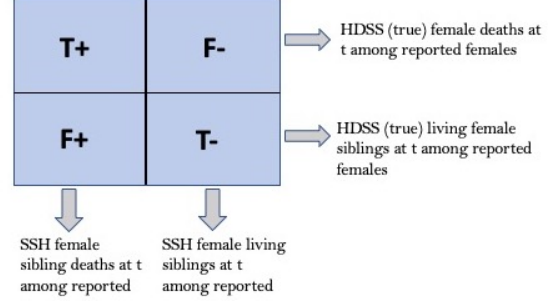 T+
F-
HDSS (true) female deaths at
t among reported females
F+
T-
HDSS (true) living female
siblings at t among reported
females
SSH female
sibling deaths at t
among reported
SSH female living
siblings at t
among reported